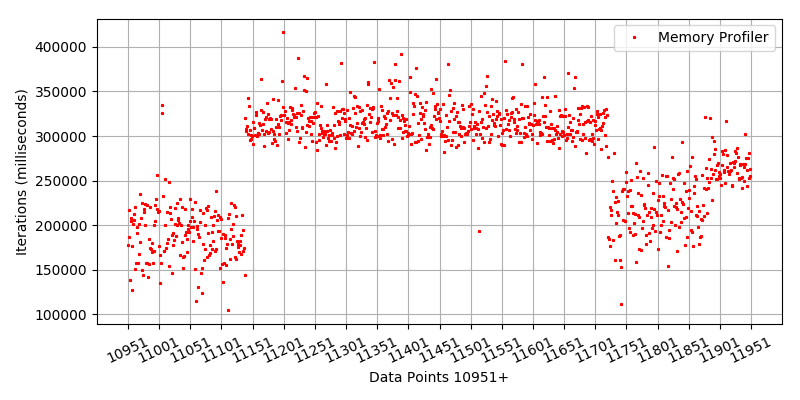 Memory Profiler
Iterations (milliseconds)
400000
350000
300000
250000
200000
150000
100000
10951 11001 11051 11101 11151 11201 11251 11301 11351 11401 11451 11501 11551 11601 11651 11701 11751 11801 11851 11901 11951
Data Points 10951+